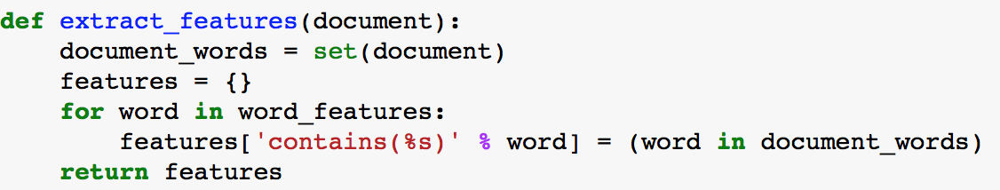 def extract_features(document):
    document_words = set(document)
    features = {}
    for word in word_features:
        features['contains(%s)' % word] = (word in document_words)
    return features